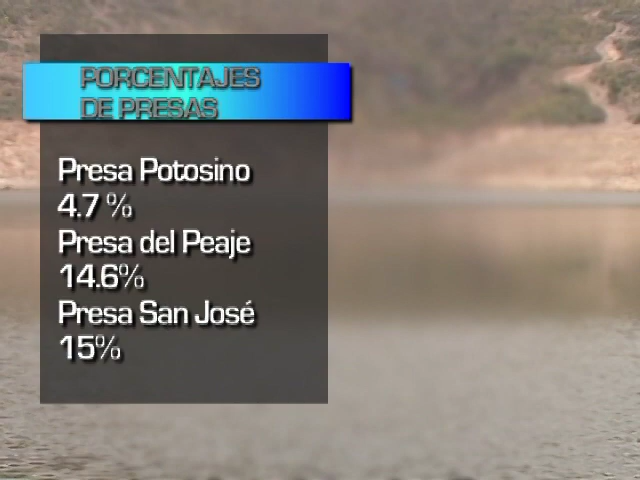 PORCENTAJES
DE PRESAS
Presa Potosino
4.7 %
Presa del Peaje
14.6%
Presa San José
15%